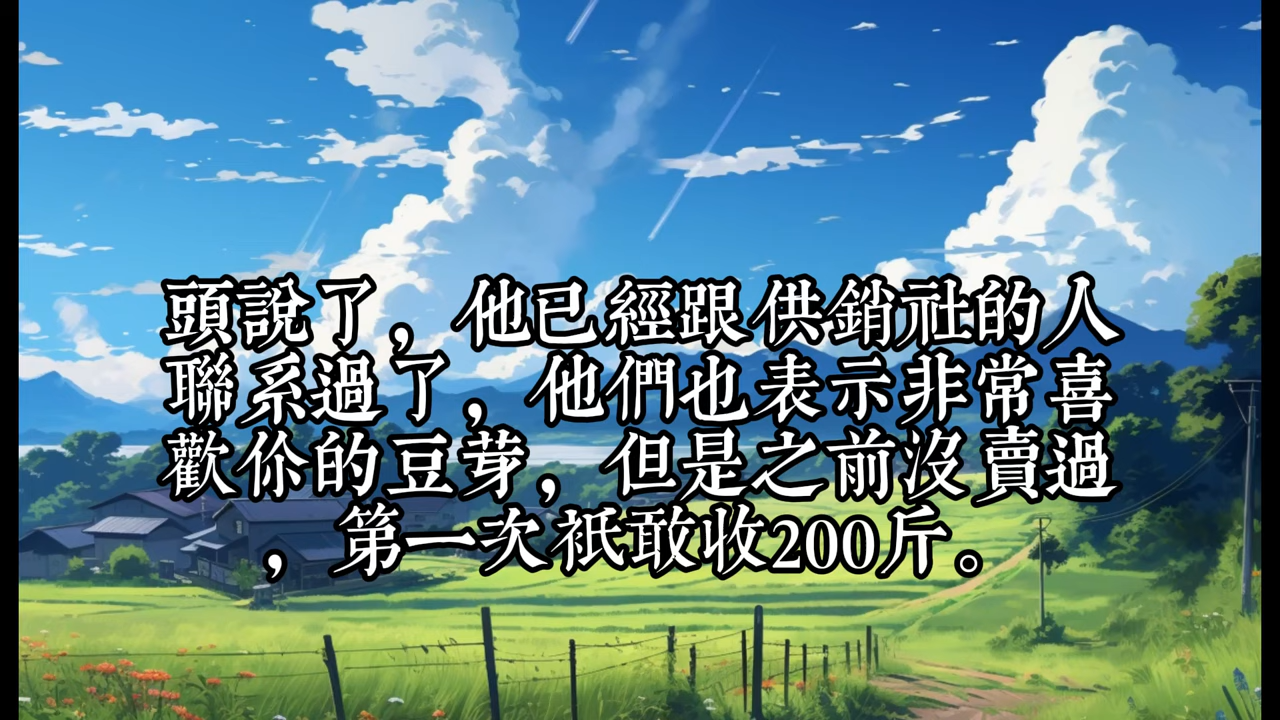 頭說了，他已經跟供銷社的人
聯系過了，他們也表示非常喜
歡你的豆芽，但是之前沒賣過
，第一次祇敢收200斤。